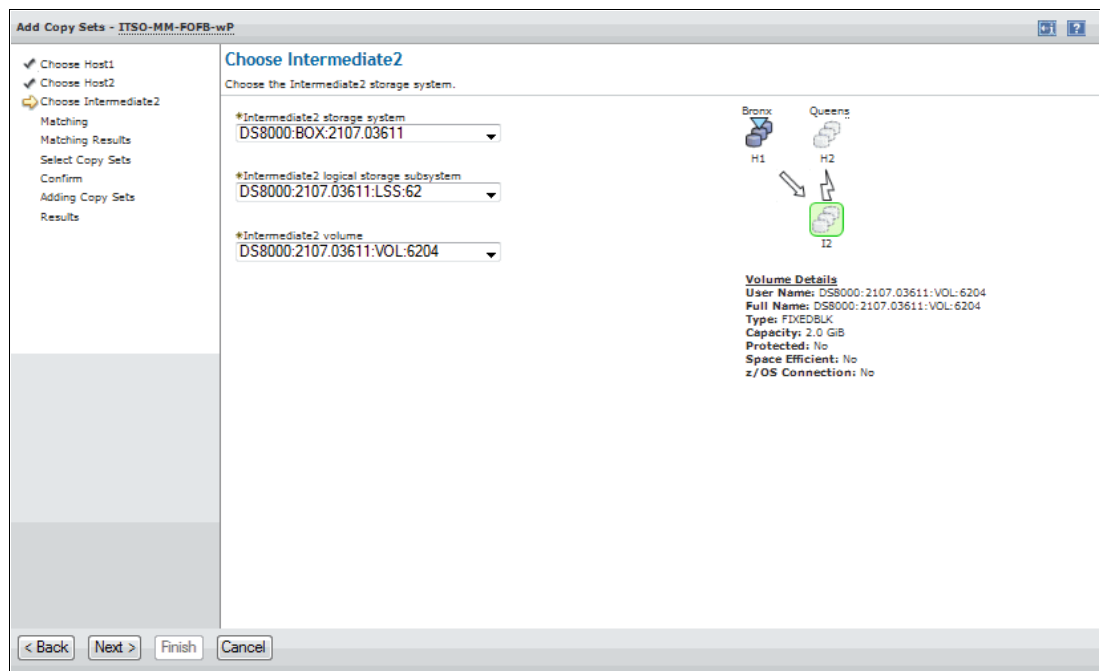 Add Copy Sets - ITSO-MM-FOFB-wP
Choose Host1
Choose Host2
Choose Intermediate2
Matching
Matching Results
Select Copy Sets
Confirm
Adding Copy Sets
Results
Choose Intermediate2
Choose the Intermediate2 storage system.
*Intermediate2 storage system
DS8000:BOX:2107.03611
*Intermediate2 logical storage subsystem
DS8000:2107.03611:LSS:62
*Intermediate2 volume
DS8000:2107.03611:VOL:6204
Bronx Queens
H1 H2
I2
Volume Details
User Name: DS8000:2107.03611:VOL:6204
Full Name: DS8000:2107.03611:VOL:6204
Type: FIXEDBLK
Capacity: 2.0 GiB
Protected: No
Space Efficient: No
z/OS Connection: No
< Back Next > Finish Cancel